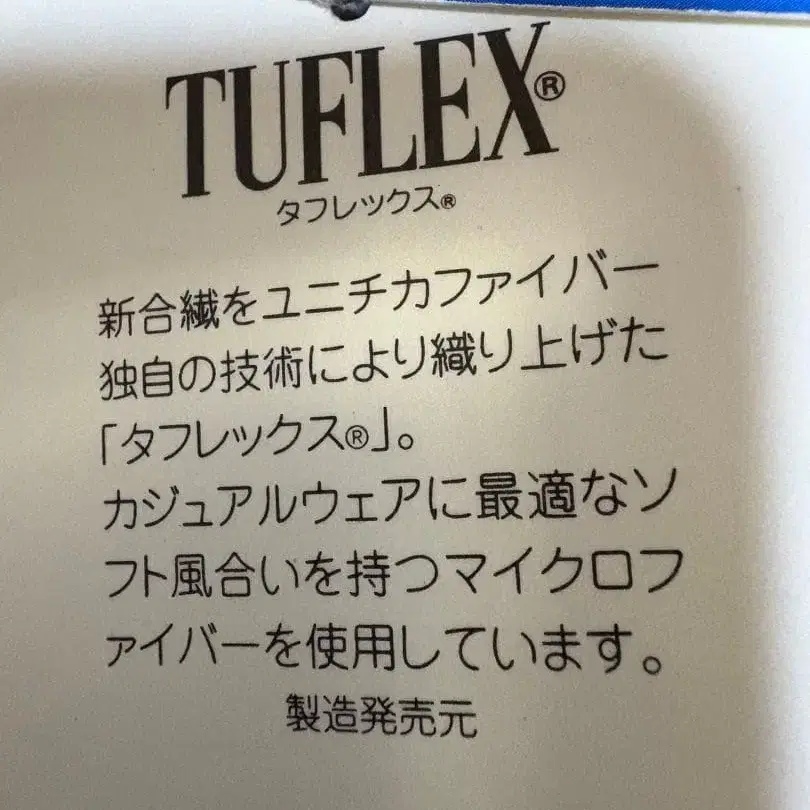 TUFLEX®
タフレックス®
新合繊をユニチカファイバー
独自の技術により織り上げた
「タフレックス®」。
カジュアルウェアに最適なソ
フト風合いを持つマイクロフ
ァイバーを使用しています。
製造発売元